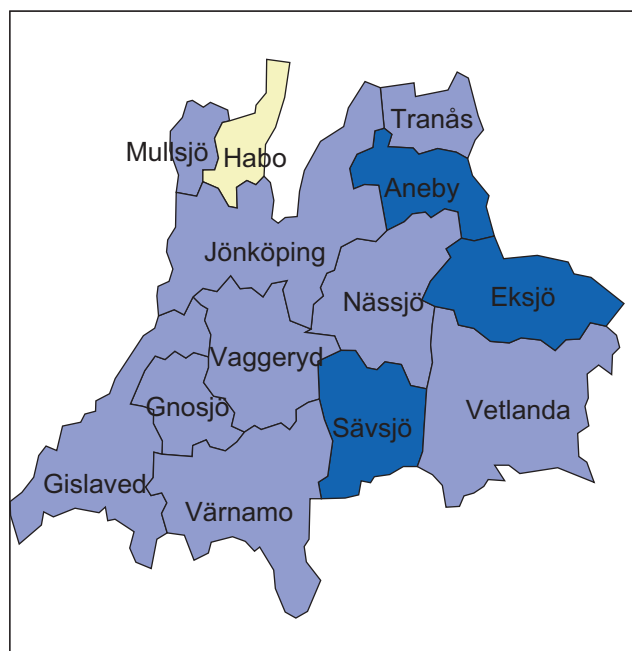 Tranås
Mullsjö
Habo
Aneby
Jönköping
Nässjö
Eksjö
Vaggeryd
Gnosjö
Vetlanda
Sävsjö
Gislaved
Värnamo